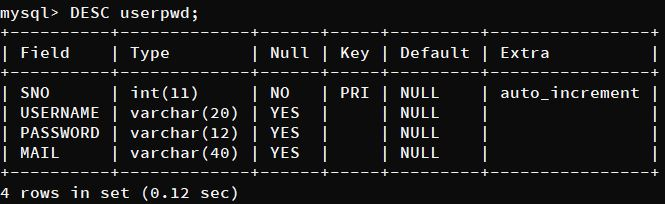 mysql> DESC userpwd;
+----------+-------------+------+-----+---------+----------------+
| Field    | Type        | Null | Key | Default | Extra          |
+----------+-------------+------+-----+---------+----------------+
| SNO      | int(11)     | NO   | PRI | NULL    | auto_increment |
| USERNAME | varchar(20) | YES  |     | NULL    |                |
| PASSWORD | varchar(12) | YES  |     | NULL    |                |
| MAIL     | varchar(40) | YES  |     | NULL    |                |
+----------+-------------+------+-----+---------+----------------+
4 rows in set (0.12 sec)